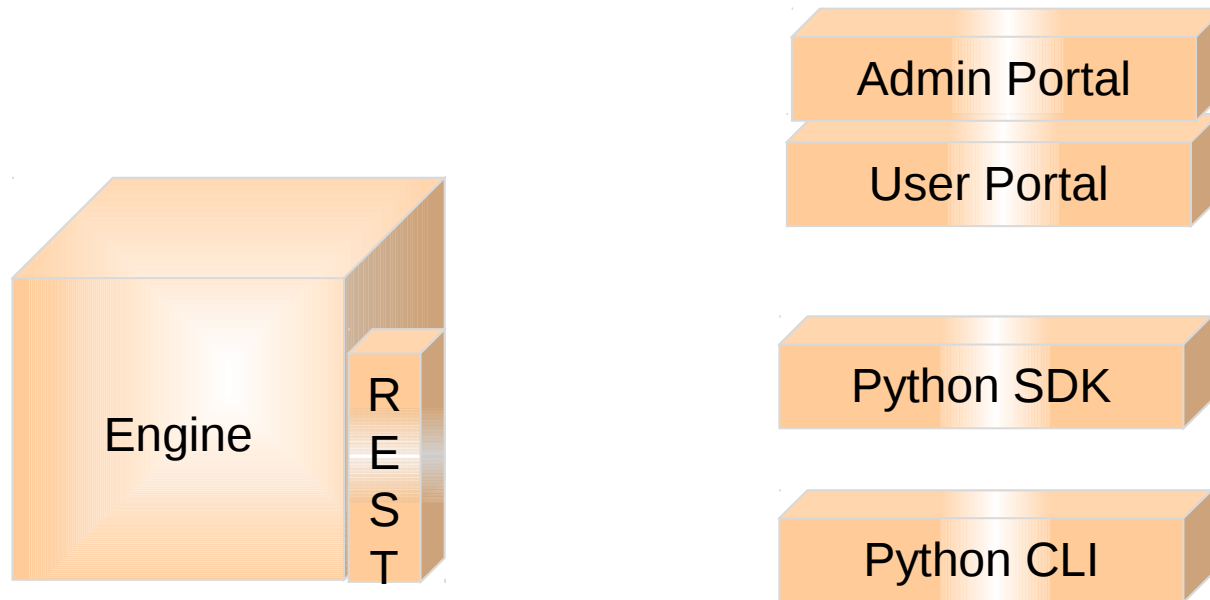 Admin Portal
User Portal
Engine
R
E
S
T
Python SDK
Python CLI